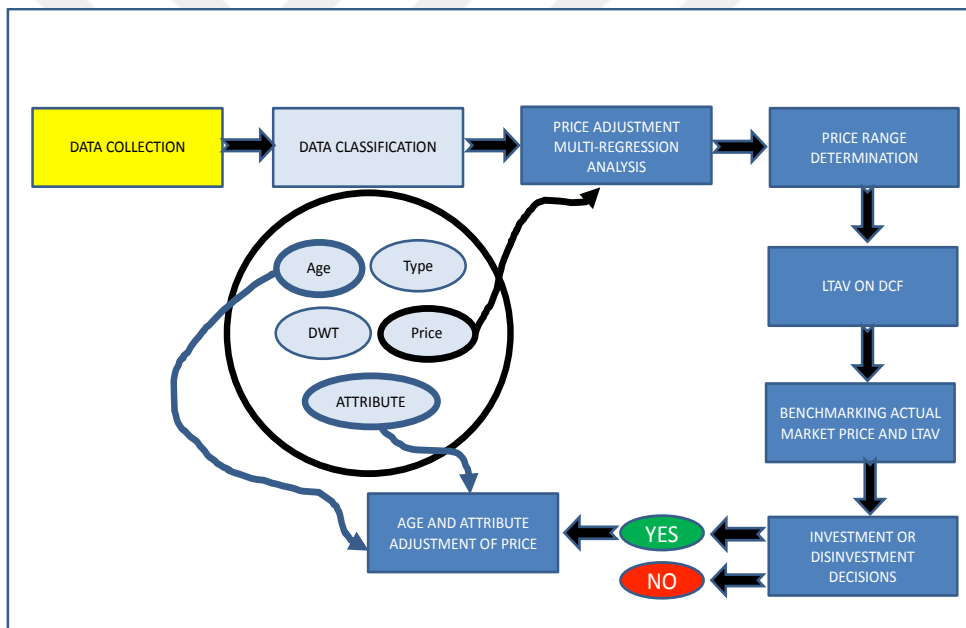 DATA COLLECTION
DATA CLASSIFICATION
PRICE ADJUSTMENT
MULTI-REGRESSION
ANALYSIS
PRICE RANGE
DETERMINATION
Age
Type
DWT
Price
ATTRIBUTE
LTAV ON DCF
BENCHMARKING ACTUAL
MARKET PRICE AND LTAV
AGE AND ATTRIBUTE
ADJUSTMENT OF PRICE
YES
NO
INVESTMENT OR
DISINVESTMENT
DECISIONS